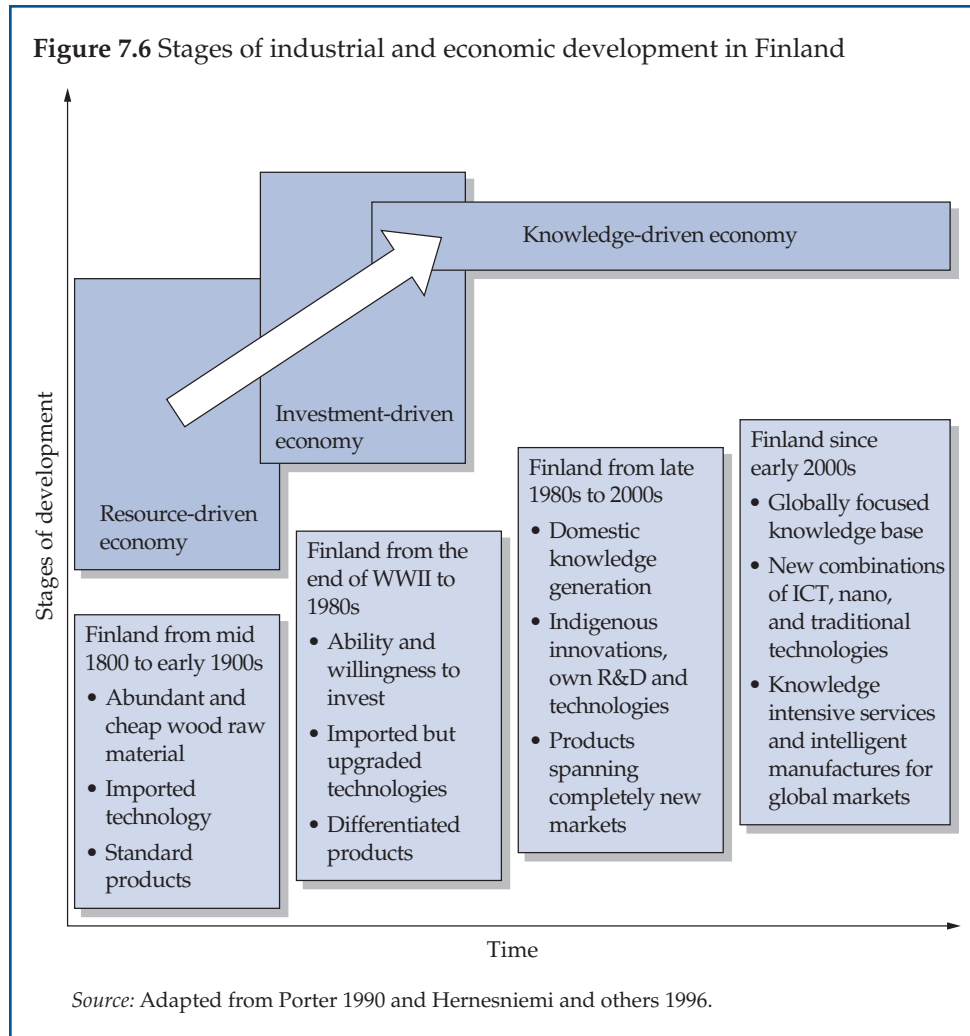 Figure 7.6 Stages of industrial and economic development in Finland
Stages of development
Knowledge-driven economy
Investment-driven
economy
Resource-driven
economy
Finland from mid
1800 to early 1900s
• Abundant and
cheap wood raw
material
• Imported
technology
• Standard
products
Finland from the
end of WWII to
1980s
• Ability and
willingness to
invest
• Imported but
upgraded
technologies
• Differentiated
products
Finland from late
1980s to 2000s
• Domestic
knowledge
generation
• Indigenous
innovations,
own R&D and
technologies
• Products
spanning
completely new
markets
Finland since
early 2000s
• Globally focused
knowledge base
• New combinations
of ICT, nano,
and traditional
technologies
• Knowledge
intensive services
and intelligent
manufactures for
global markets
Time
Source: Adapted from Porter 1990 and Hernesniemi and others 1996.